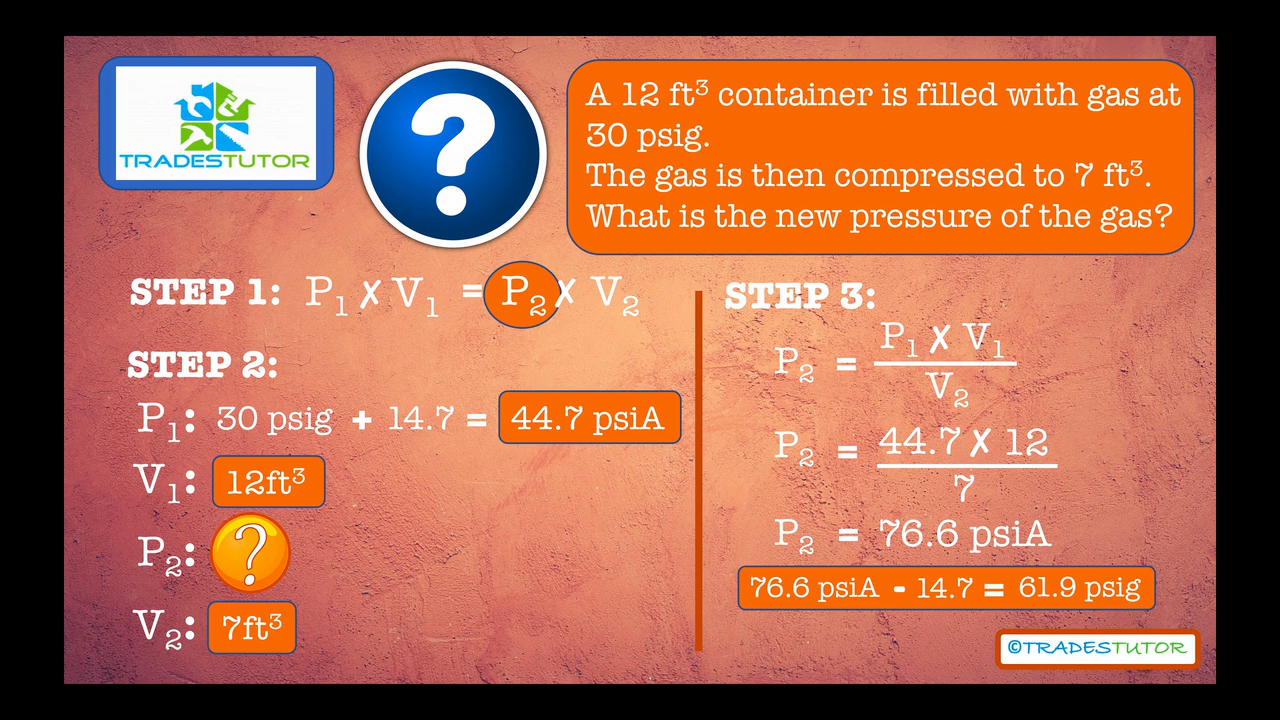 TRADESTUTOR
?
A 12 ft³ container is filled with gas at
30 psig.
The gas is then compressed to 7 ft³.
What is the new pressure of the gas?
STEP 1: P₁ x V₁ = P₂ x V₂
STEP 2:
P₁: 30 psig + 14.7 = 44.7 psiA
V₁: 12ft³
P₂: ?
V₂: 7ft³
STEP 3:
P₂ = P₁ x V₁
V₂
P₂ = 44.7 x 12
7
P₂ = 76.6 psiA
76.6 psiA - 14.7 = 61.9 psig
©TRADESTUTOR